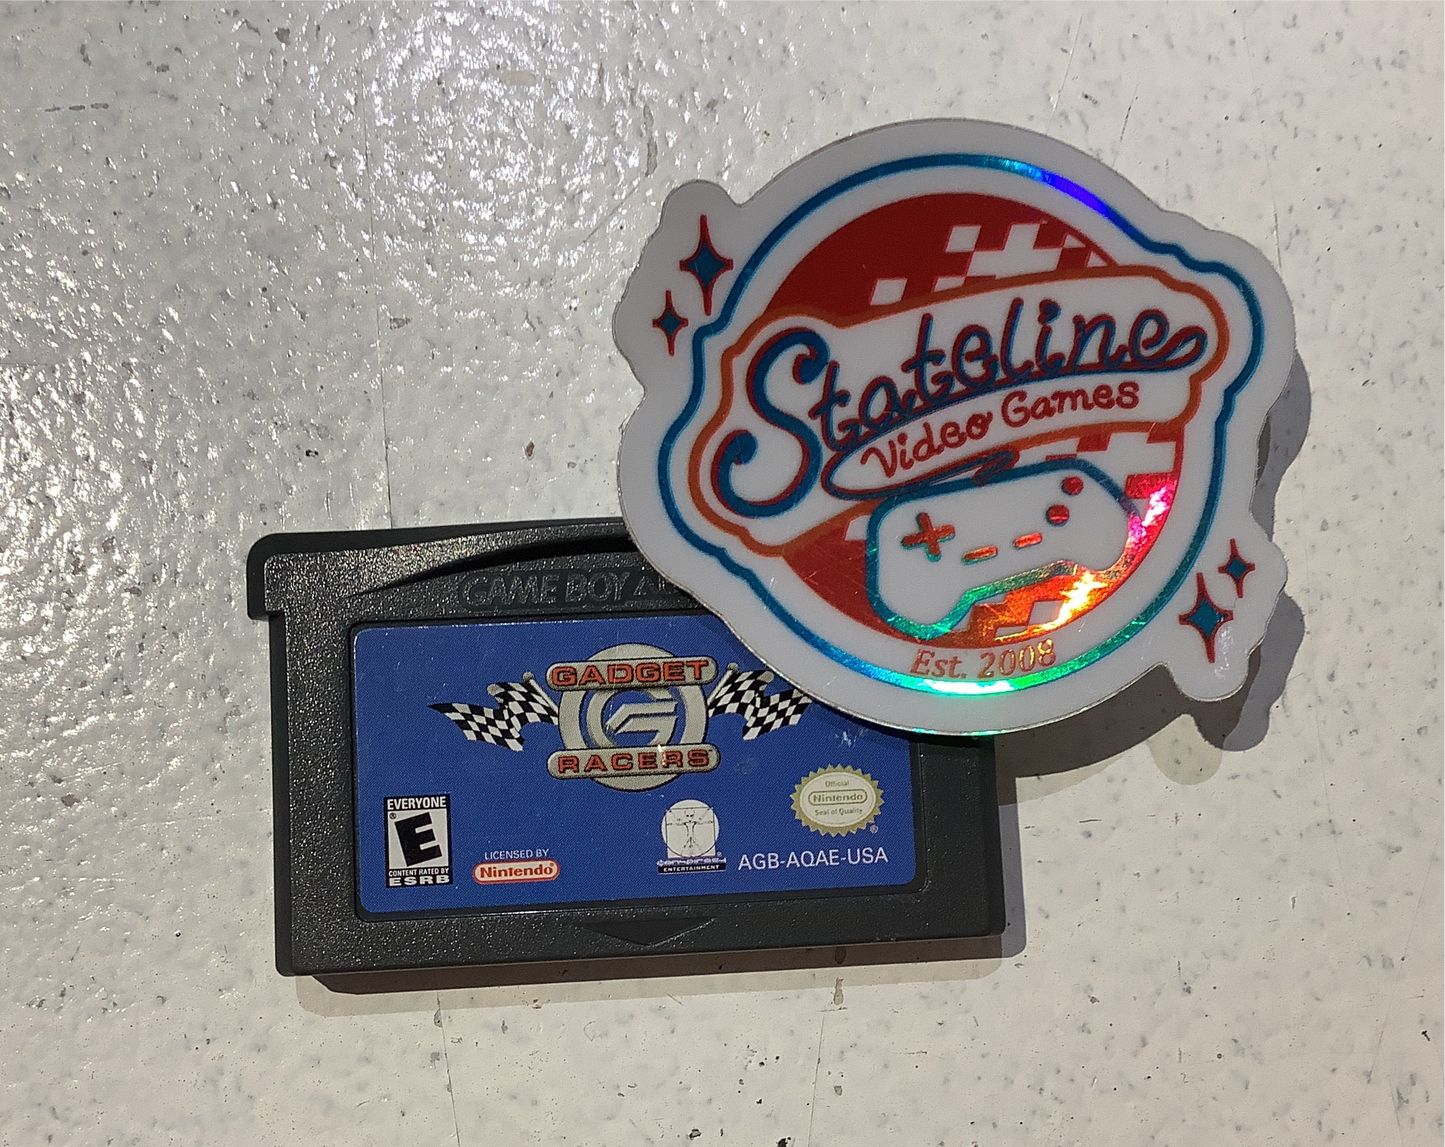 Stateline
Video Games
Est. 2008
GAME BOY A
GADGET
G
RACERS
EVERYONE
E
CONTENT RATED BY
ESRB
LICENSED BY
Nintendo®
ENTERTAINMENT
Official
Nintendo
Seal of Quality
®
AGB-AQAE-USA